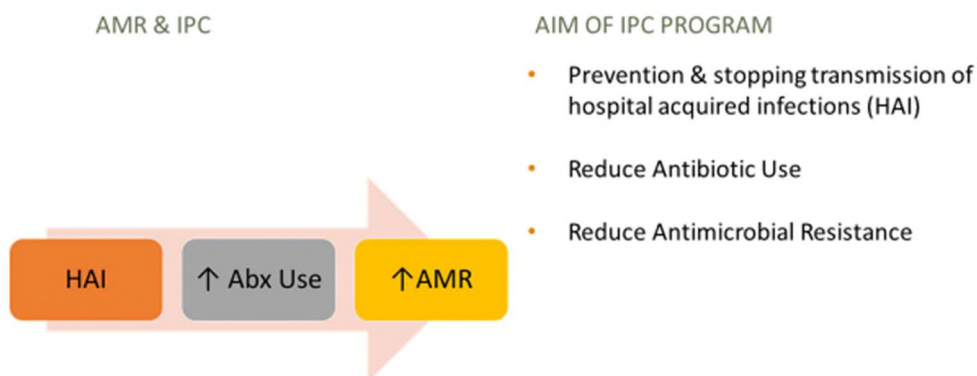 AMR & IPC
HAI
↑ Abx Use
↑AMR
AIM OF IPC PROGRAM
• Prevention & stopping transmission of
hospital acquired infections (HAI)
• Reduce Antibiotic Use
• Reduce Antimicrobial Resistance